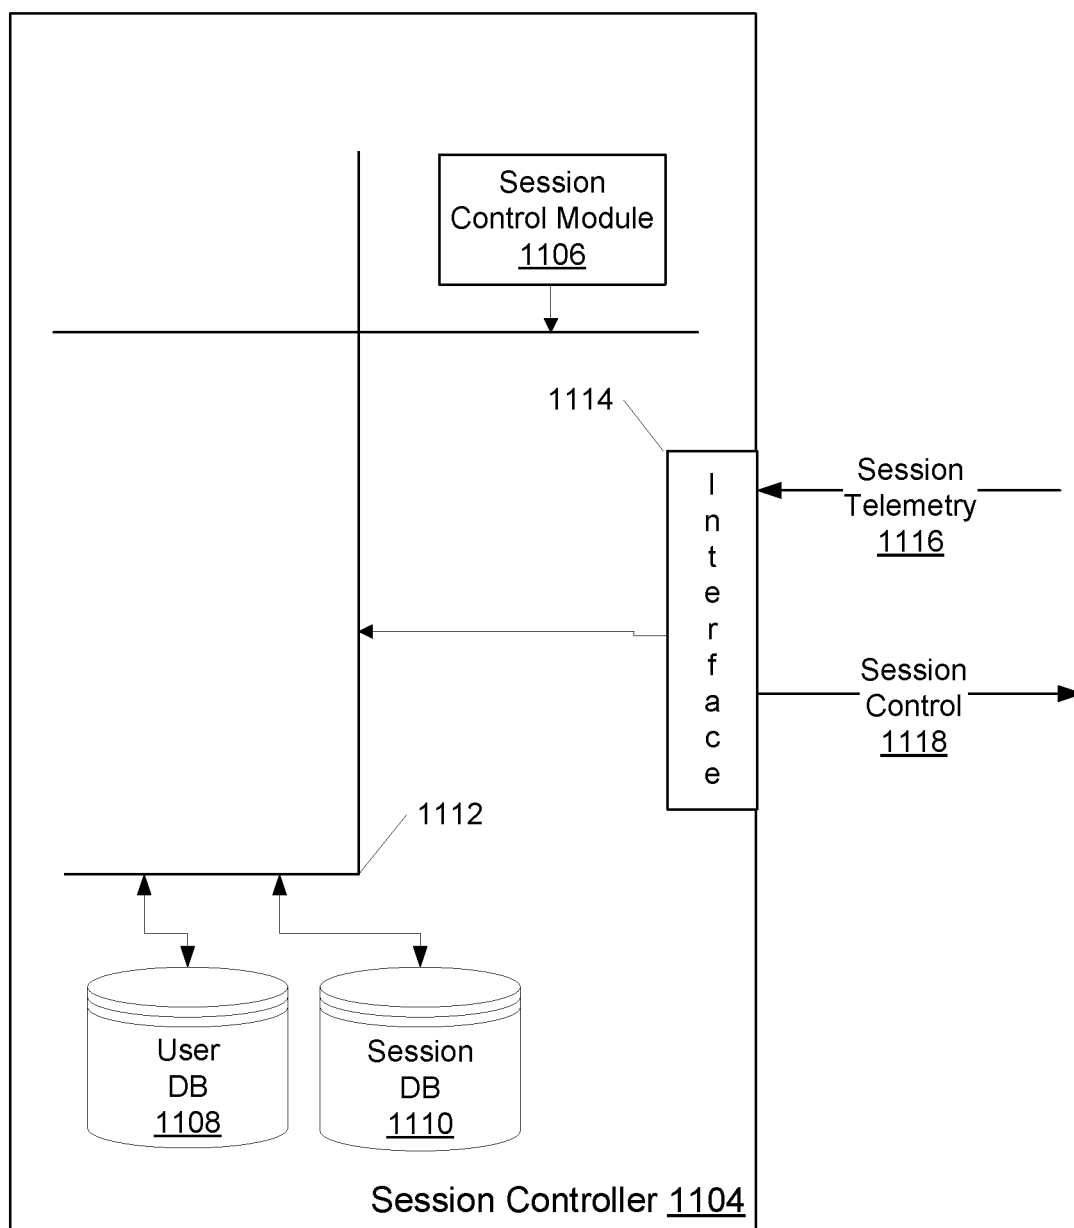 Session
Control Module
1106
1114
Interface
Session
Telemetry
1116
Session
Control
1118
1112
User
DB
1108
Session
DB
1110
Session Controller 1104